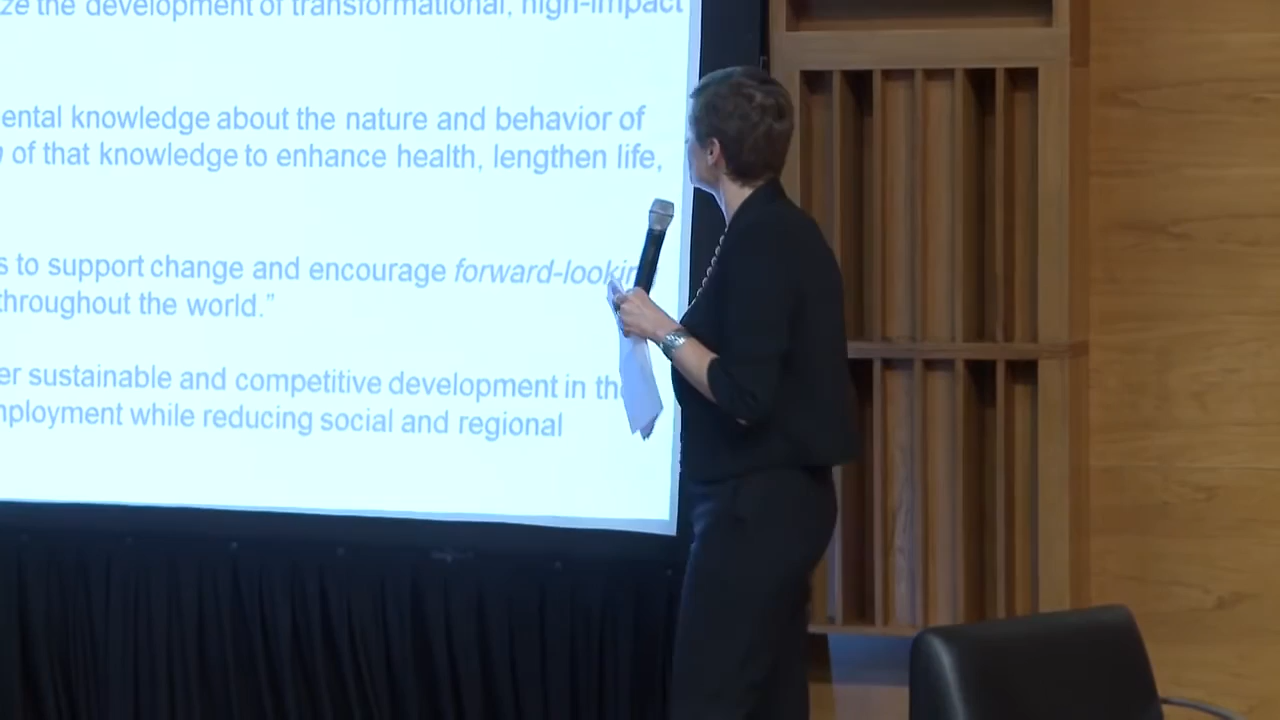 the development of transformational, high-impact
knowledge about the nature and behavior of
of that knowledge to enhance health, lengthen life,
s to support change and encourage forward-lookin
throughout the world.”
er sustainable and competitive development in th
mployment while reducing social and regional